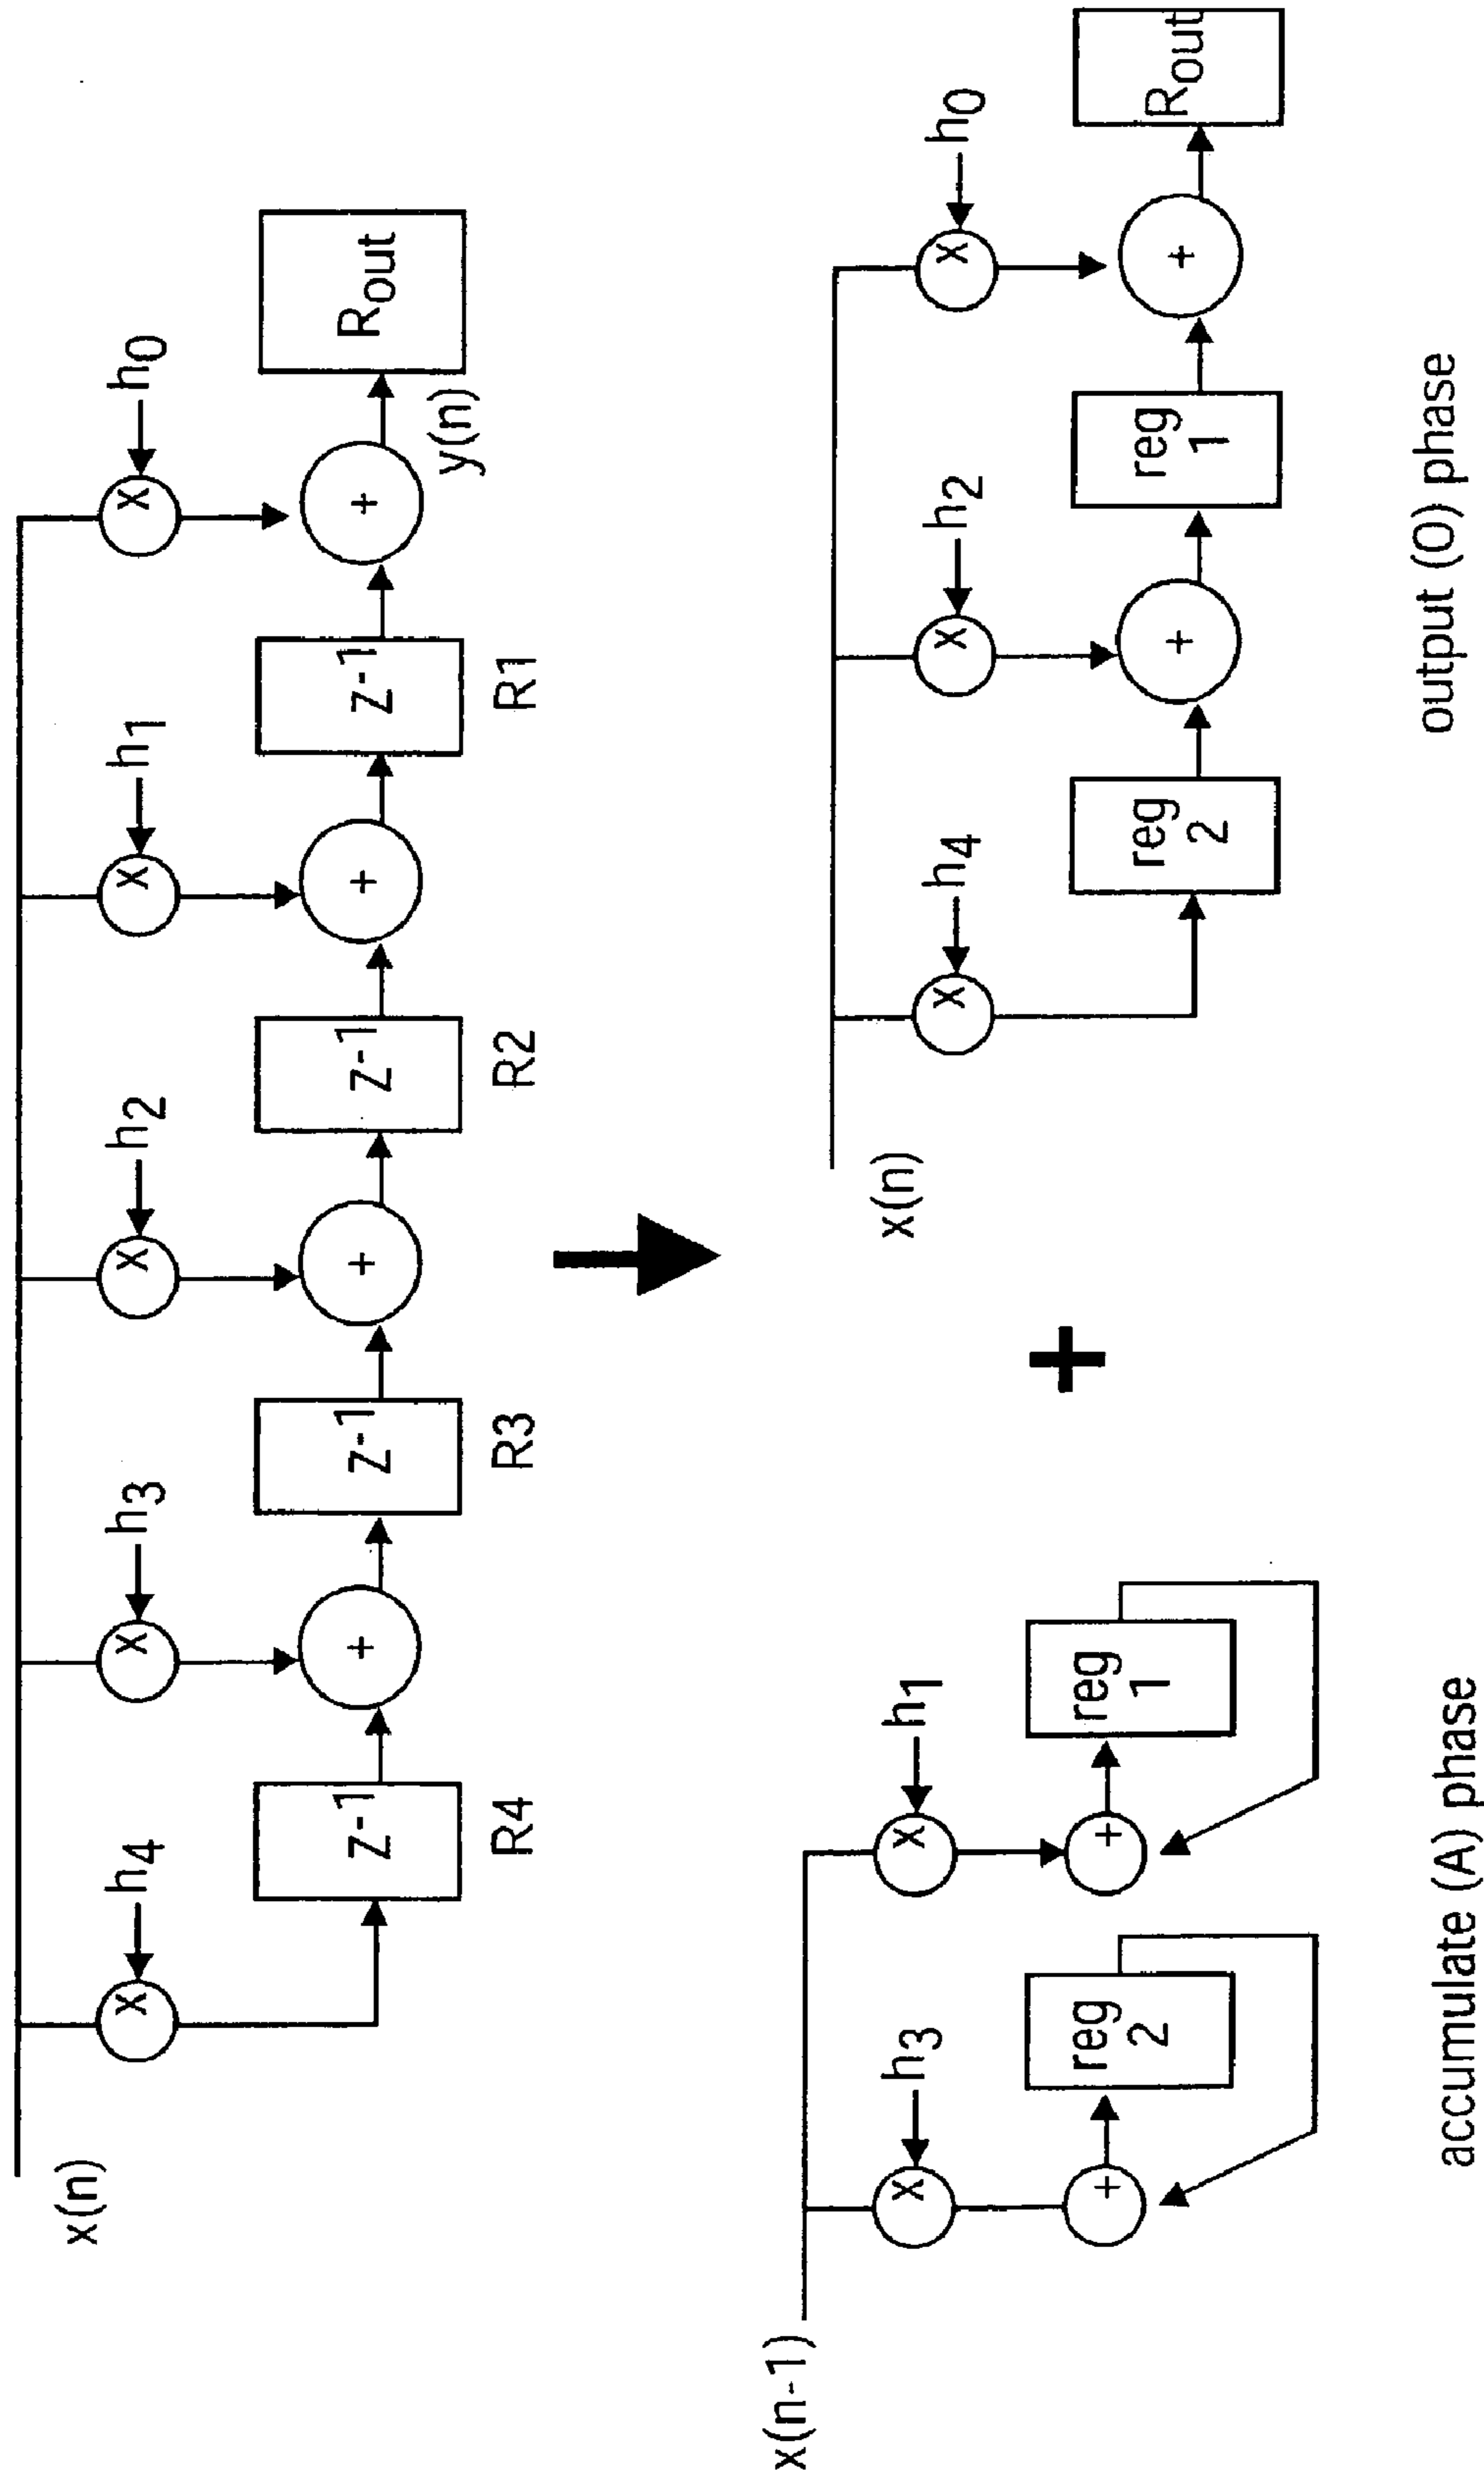 x(n)
h4
h3
h2
h1
h0
x
x
x
x
x
z-1
+
z-1
+
z-1
+
z-1
+
Rout
R4
R3
R2
R1
y(n)
+
x(n-1)
h3
h1
x
x
+
reg
2
+
reg
1
accumulate (A) phase
x(n)
h4
h2
h0
x
x
x
reg
2
+
reg
1
+
Rout
output (O) phase